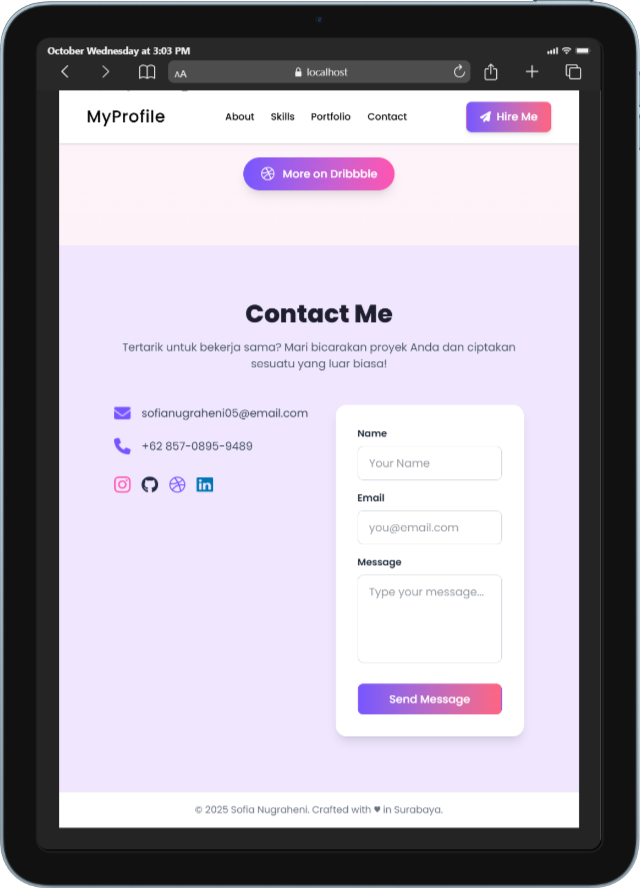 October Wednesday at 3:03 PM
AA
localhost
MyProfile
About Skills Portfolio Contact
Hire Me
More on Dribbble
Contact Me
Tertarik untuk bekerja sama? Mari bicarakan proyek Anda dan ciptakan
sesuatu yang luar biasa!
sofianugraheni05@email.com
+62 857-0895-9489
Name
Your Name
Email
you@email.com
Message
Type your message...
Send Message
© 2025 Sofia Nugraheni. Crafted with ♥ in Surabaya.